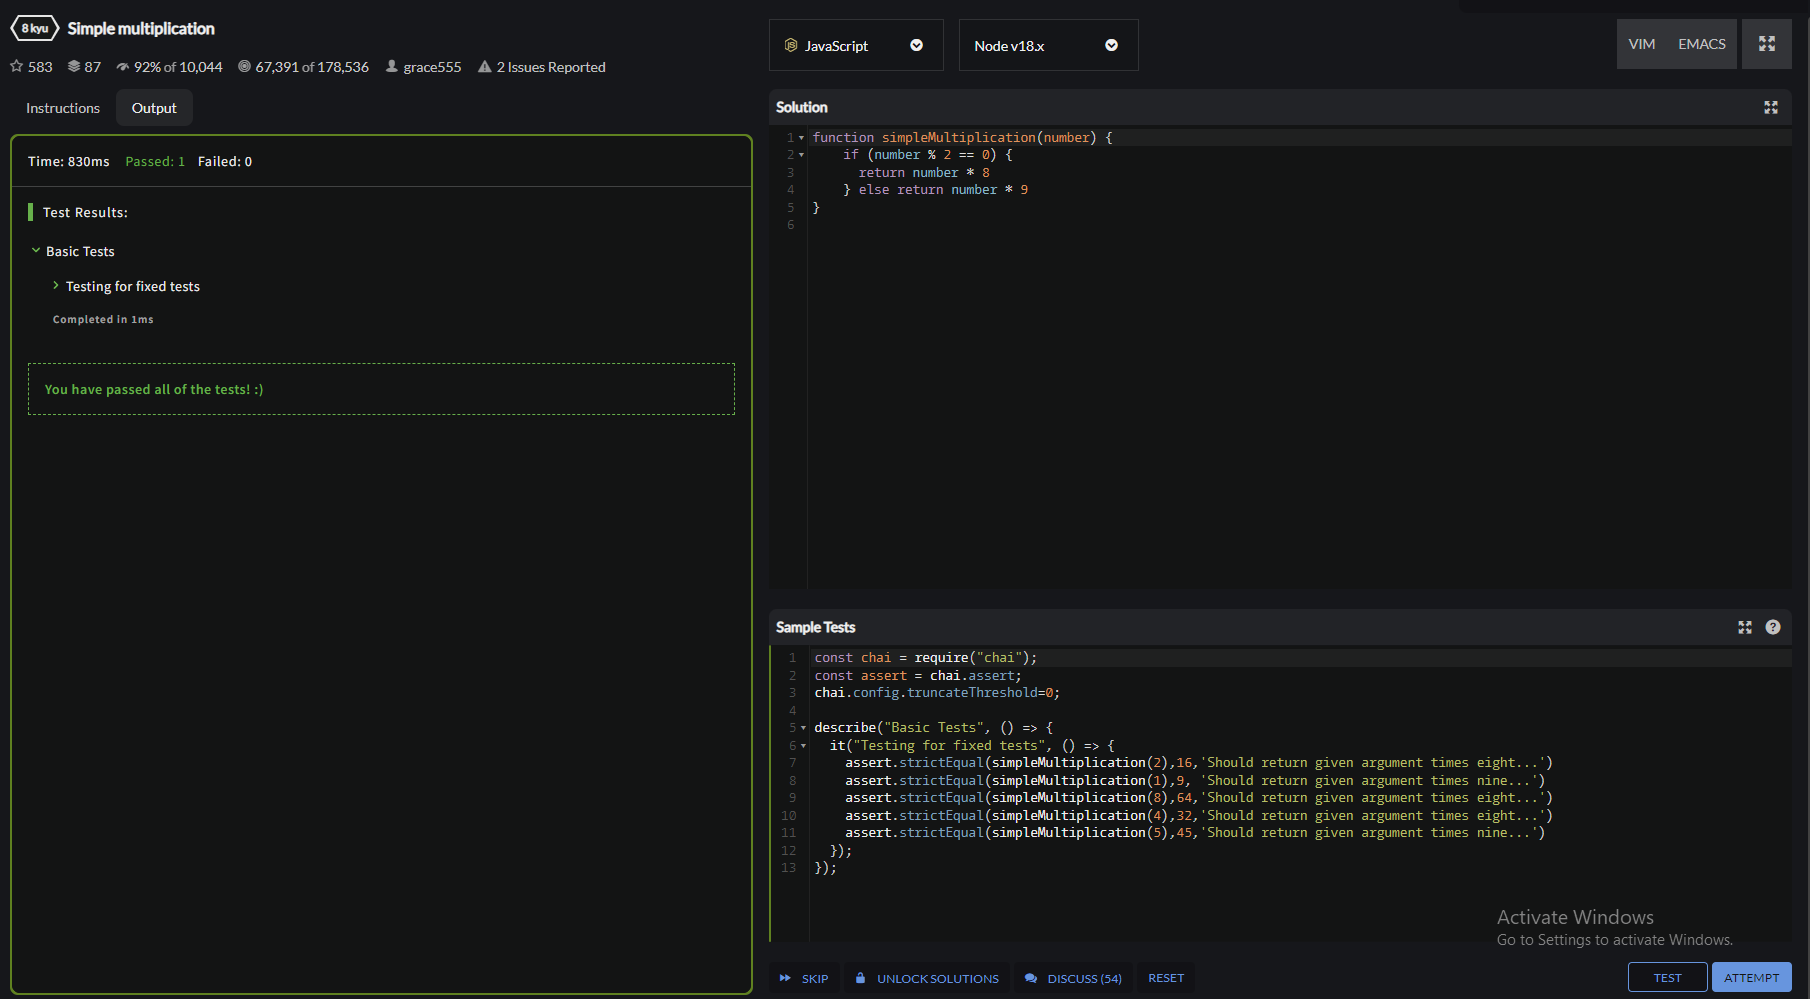 8 kyu Simple multiplication
583 87 92% of 10,044 67,391 of 178,536 grace555 2 Issues Reported
Instructions Output
Time: 830ms Passed: 1 Failed: 0
Test Results:
Basic Tests
Testing for fixed tests
Completed in 1ms
You have passed all of the tests! :)
JavaScript Node v18.x VIM EMACS
Solution
1 function simpleMultiplication(number) {
2     if (number % 2 == 0) {
3       return number * 8
4     } else return number * 9
5 }
6
Sample Tests
1 const chai = require("chai");
2 const assert = chai.assert;
3 chai.config.truncateThreshold=0;
4
5 describe("Basic Tests", () => {
6   it("Testing for fixed tests", () => {
7     assert.strictEqual(simpleMultiplication(2),16,'Should return given argument times eight...')
8     assert.strictEqual(simpleMultiplication(1),9, 'Should return given argument times nine...')
9     assert.strictEqual(simpleMultiplication(8),64,'Should return given argument times eight...')
10     assert.strictEqual(simpleMultiplication(4),32,'Should return given argument times eight...')
11     assert.strictEqual(simpleMultiplication(5),45,'Should return given argument times nine...')
12   });
13 });
Activate Windows
Go to Settings to activate Windows.
SKIP UNLOCK SOLUTIONS DISCUSS (54) RESET TEST ATTEMPT